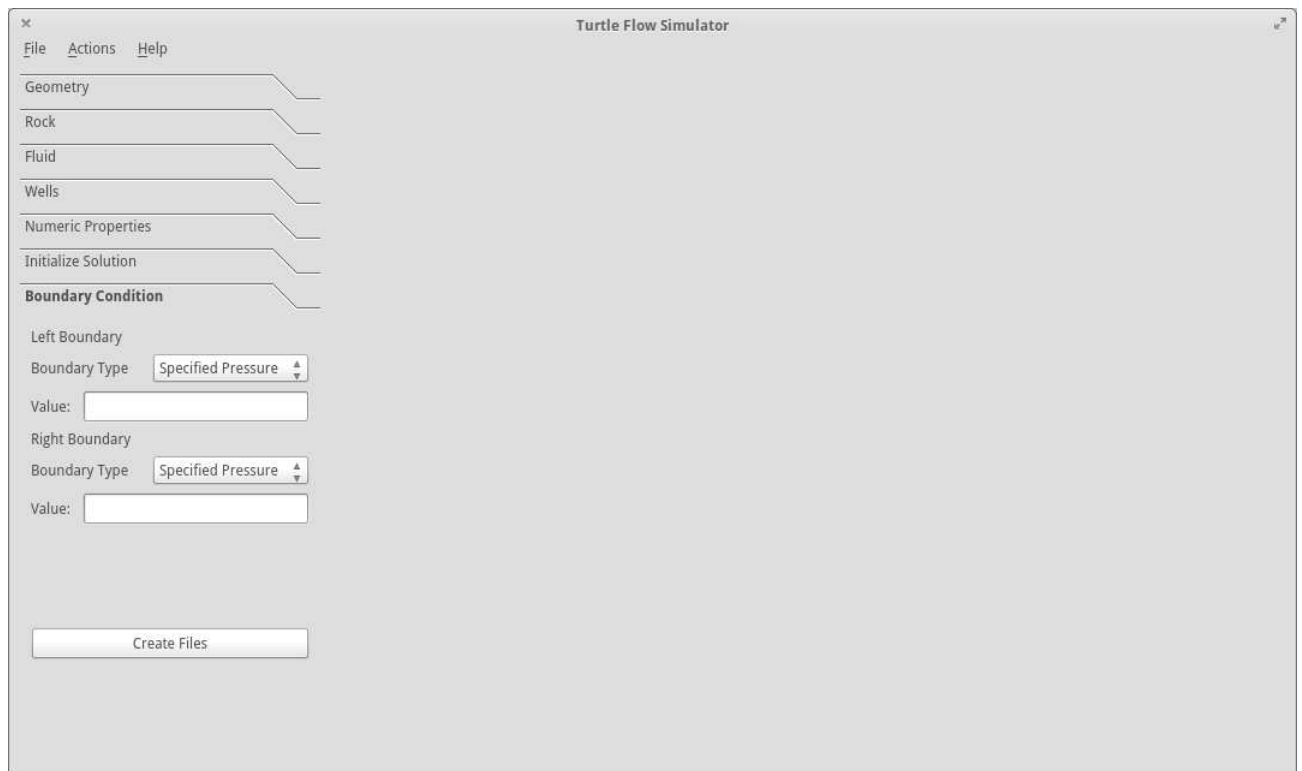 Turtle Flow Simulator
File Actions Help
Geometry
Rock
Fluid
Wells
Numeric Properties
Initialize Solution
Boundary Condition
Left Boundary
Boundary Type Specified Pressure
Value:
Right Boundary
Boundary Type Specified Pressure
Value:
Create Files